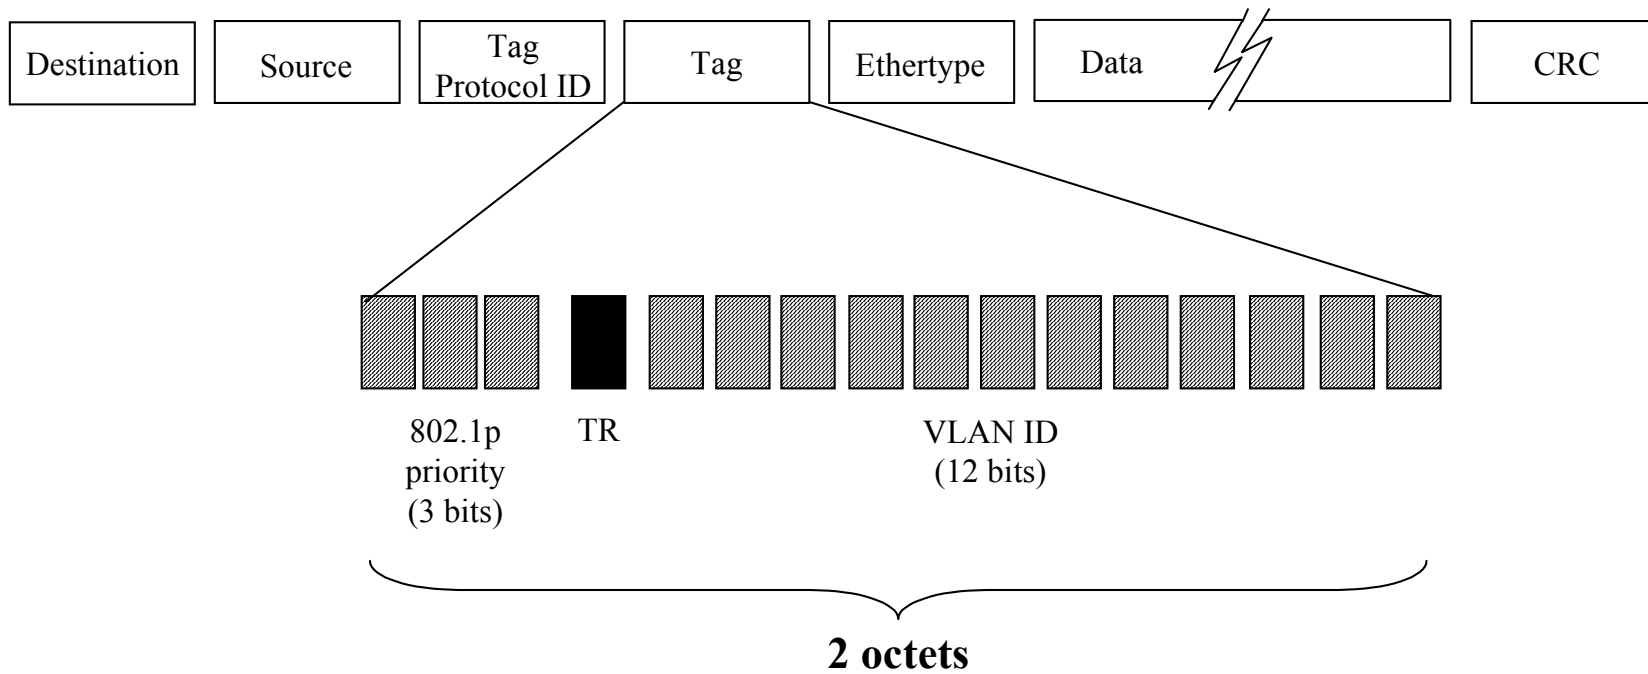 Destination
Source
Tag
Protocol ID
Tag
Ethertype
Data
CRC
802.1p
priority
(3 bits)
TR
VLAN ID
(12 bits)
2 octets